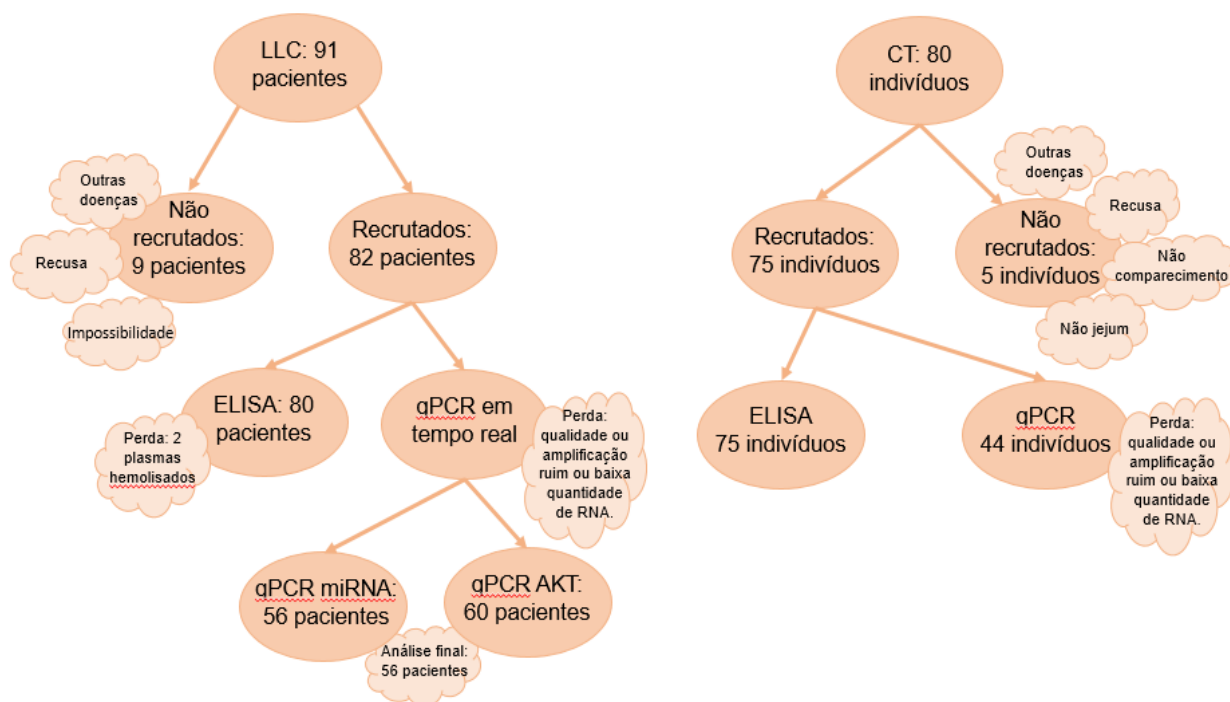 LLC: 91
pacientes
Outras
doenças
Não
recrutados:
9 pacientes
Recusa
Impossibilidade
Recrutados:
82 pacientes
ELISA: 80
pacientes
Perda: 2
plasmas
hemolisados
qPCR em
tempo real
Perda:
qualidade ou
amplificação
ruim ou baixa
quantidade
de RNA.
qPCR miRNA:
56 pacientes
qPCR AKT:
60 pacientes
Análise final:
56 pacientes
CT: 80
indivíduos
Recrutados:
75 indivíduos
Outras
doenças
Recusa
Não
recrutados:
5 indivíduos
Não
comparecimento
Não jejum
ELISA
75 indivíduos
qPCR
44 indivíduos
Perda:
qualidade ou
amplificação
ruim ou baixa
quantidade
de RNA.